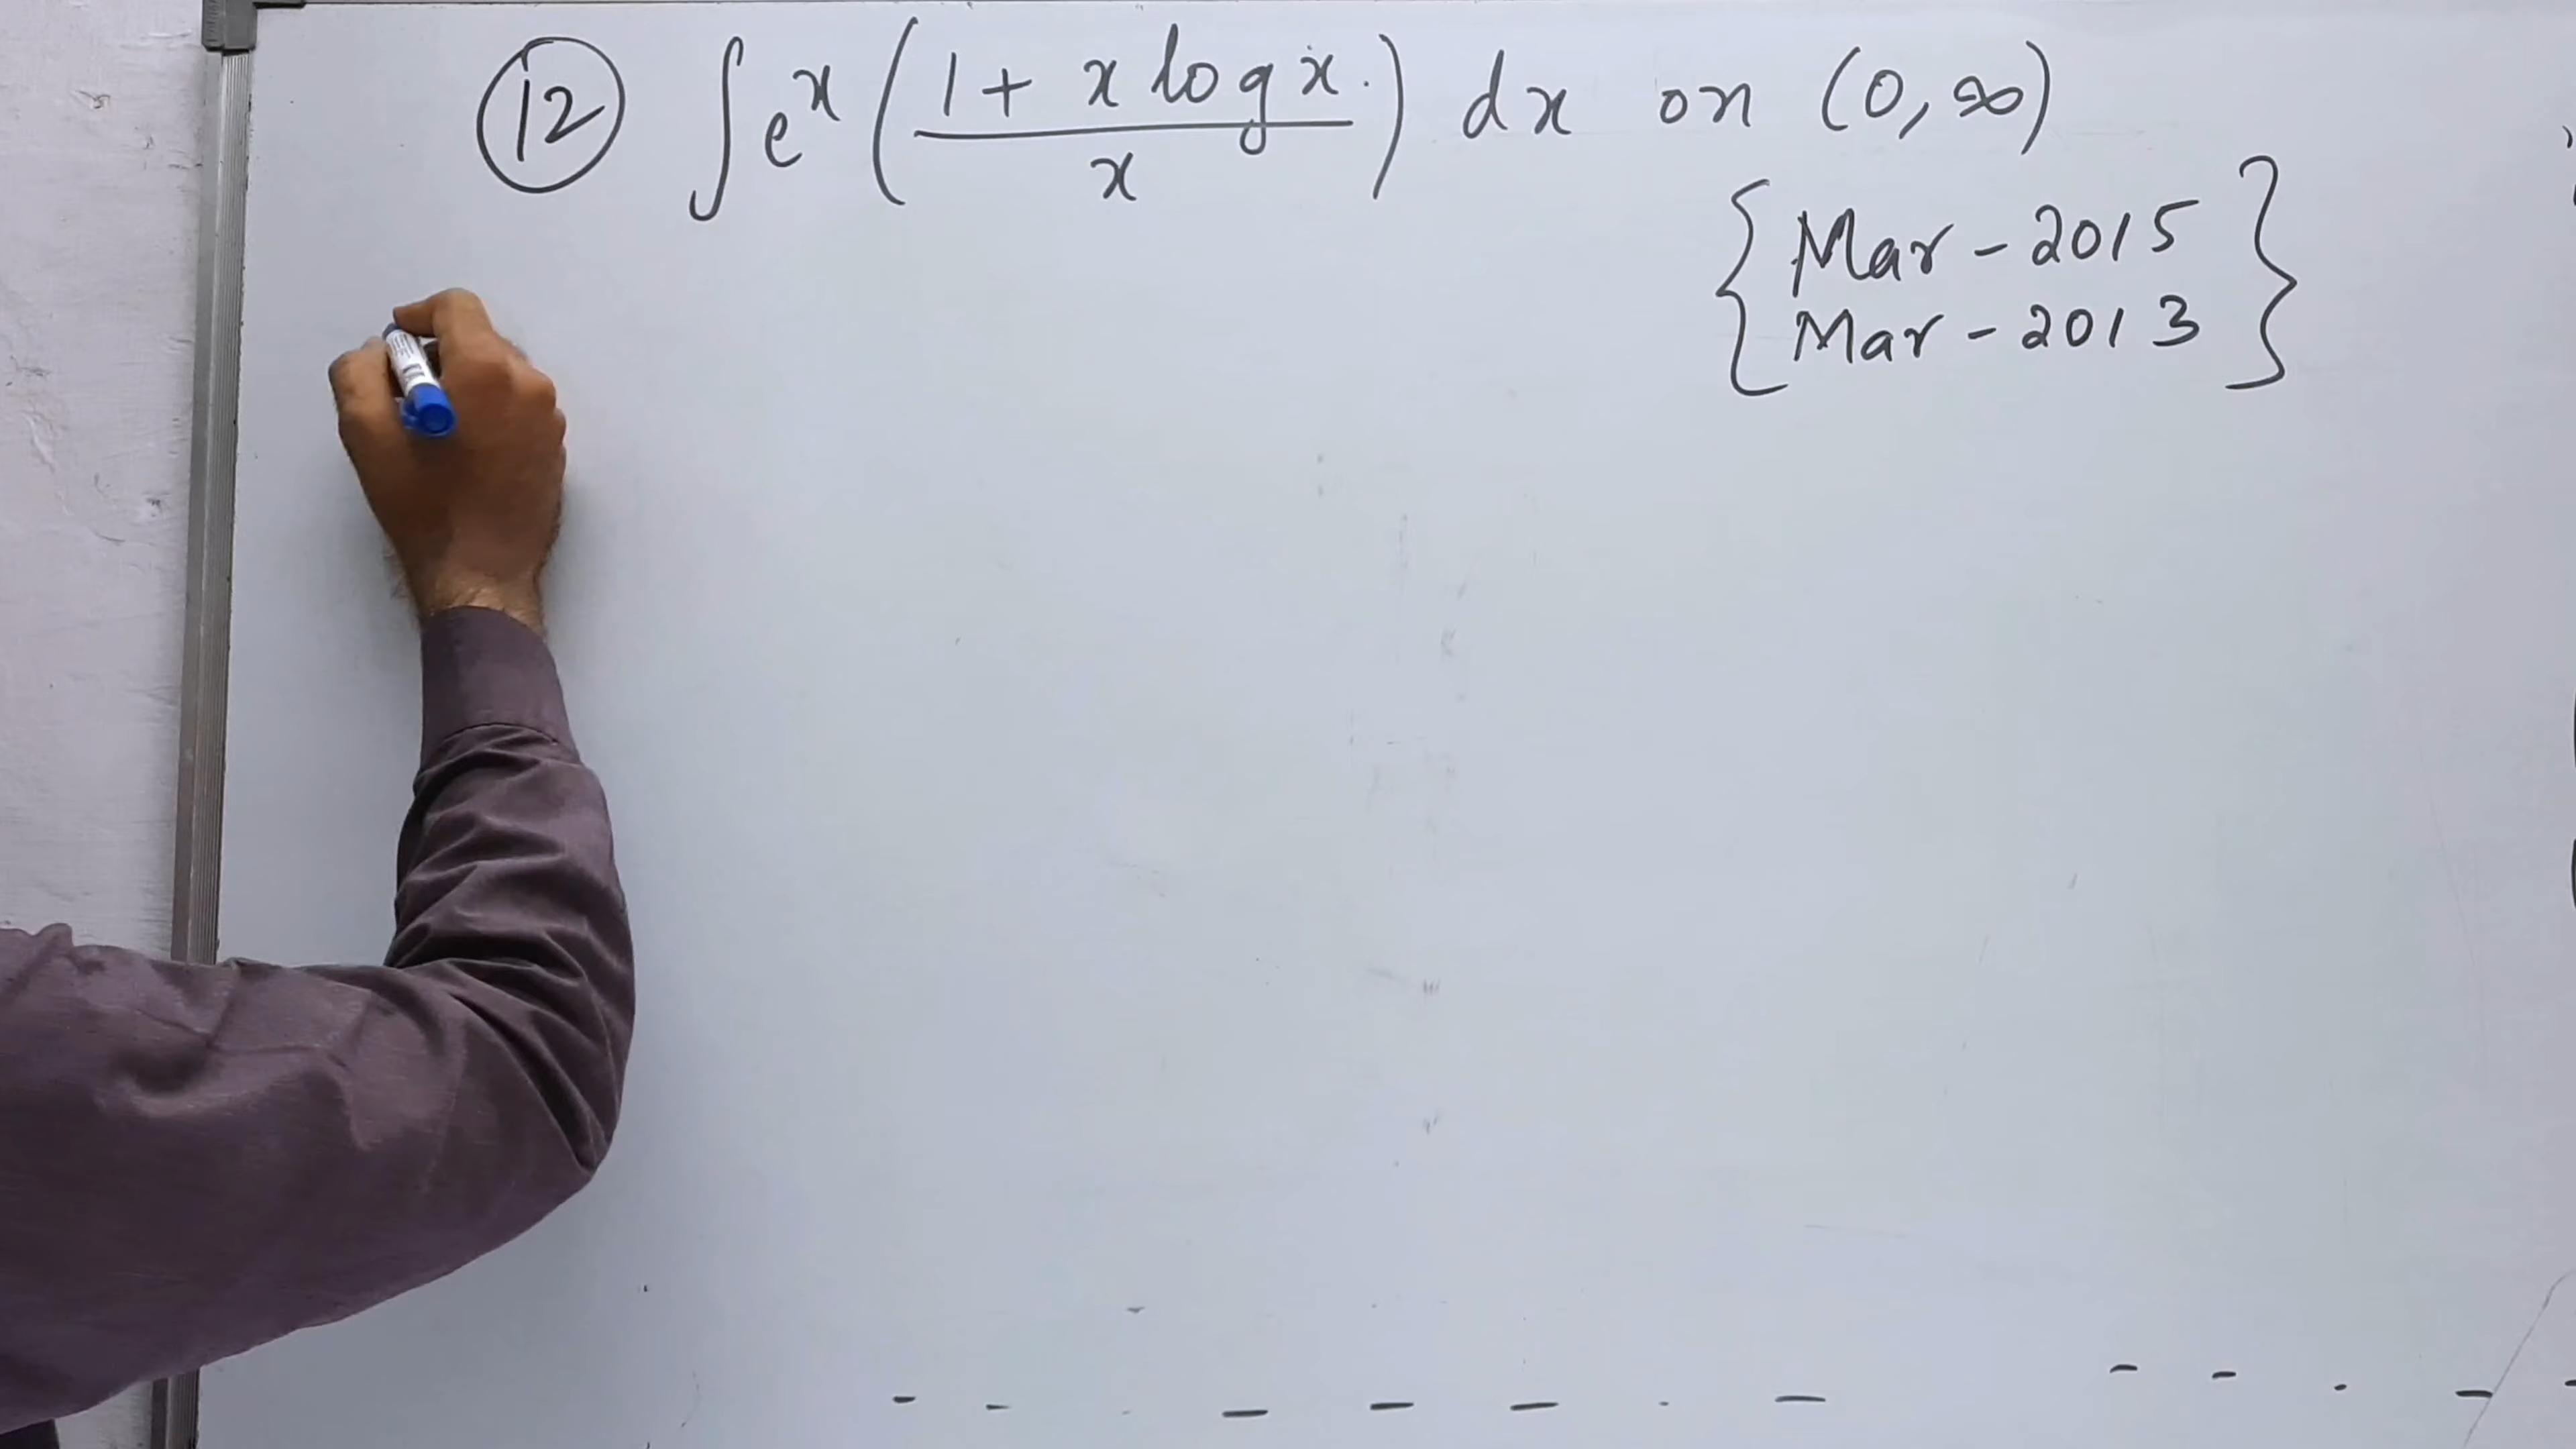 (12) ∫ e^x ( (1 + x log x) / x ) dx on (0, ∞)
{ Mar - 2015
Mar - 2013 }